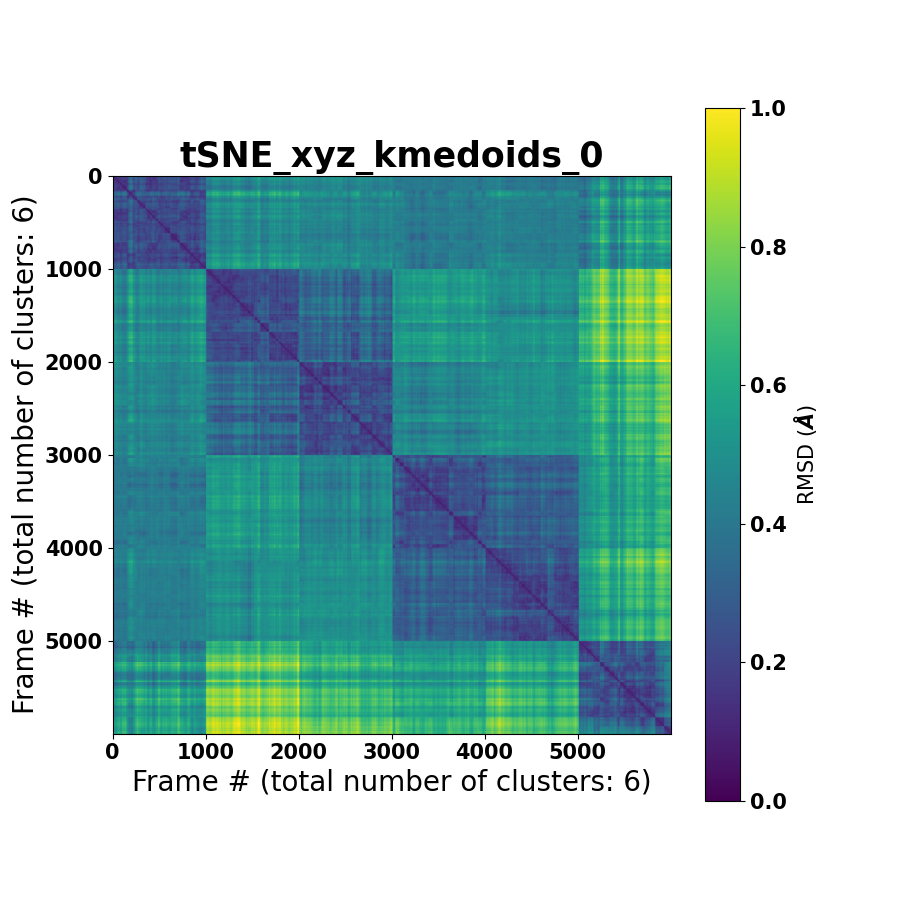 tSNE_xyz_kmedoids_0
Frame # (total number of clusters: 6)
0
1000
2000
3000
4000
5000
0 1000 2000 3000 4000 5000
Frame # (total number of clusters: 6)
1.0
0.8
0.6
0.4
0.2
0.0
RMSD (Å)